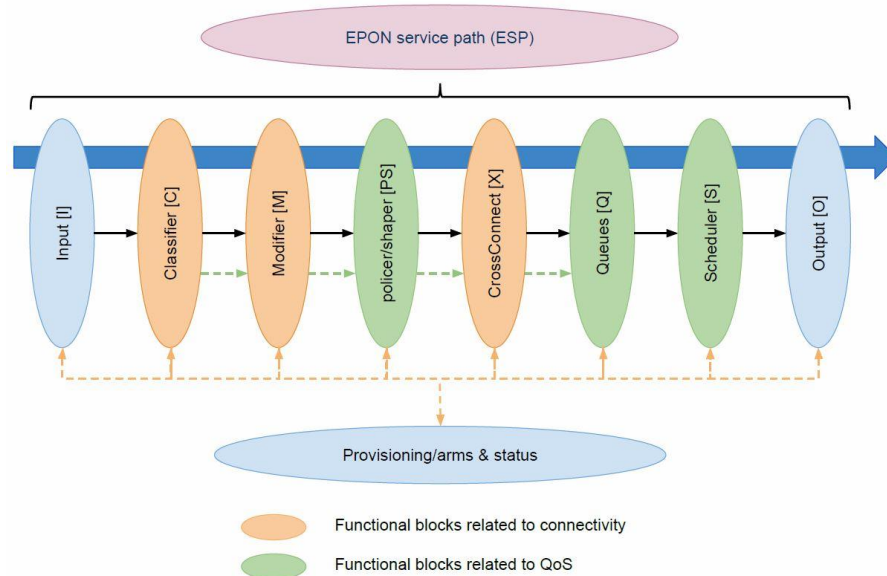 EPON service path (ESP)
Input [I]
Classifier [C]
Modifier [M]
policer/shaper [PS]
CrossConnect [X]
Queues [Q]
Scheduler [S]
Output [O]
Provisioning/arms & status
Functional blocks related to connectivity
Functional blocks related to QoS